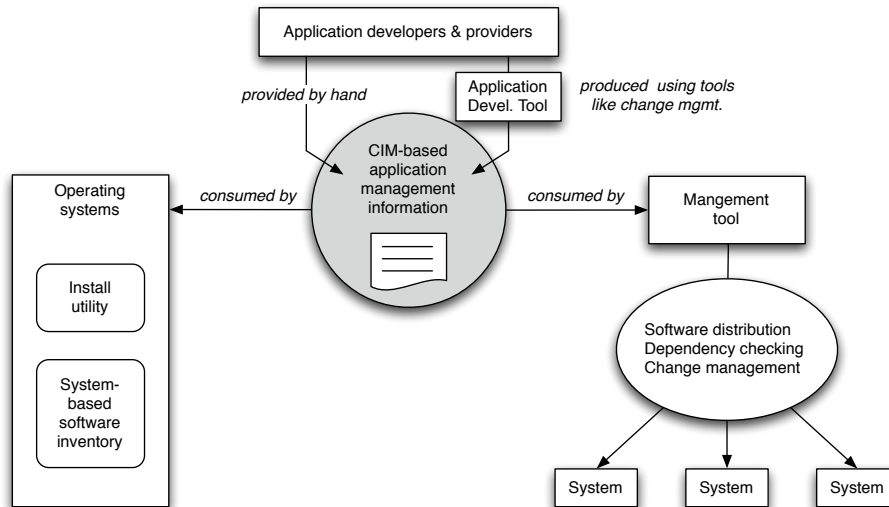 Application developers & providers
provided by hand
Application
Devel. Tool
produced using tools
like change mgmt.
CIM-based
application
management
information
Operating
systems
consumed by
consumed by
Mangement
tool
Install
utility
System-
based
software
inventory
Software distribution
Dependency checking
Change management
System
System
System